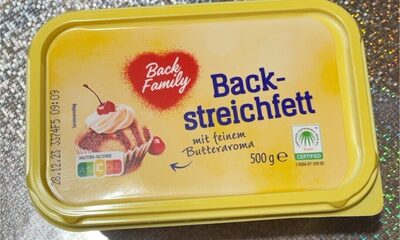 Back
Family
Back-
streichfett
mit feinem
Butteraroma
500 g e
NUTRI-SCORE
CERTIFIED